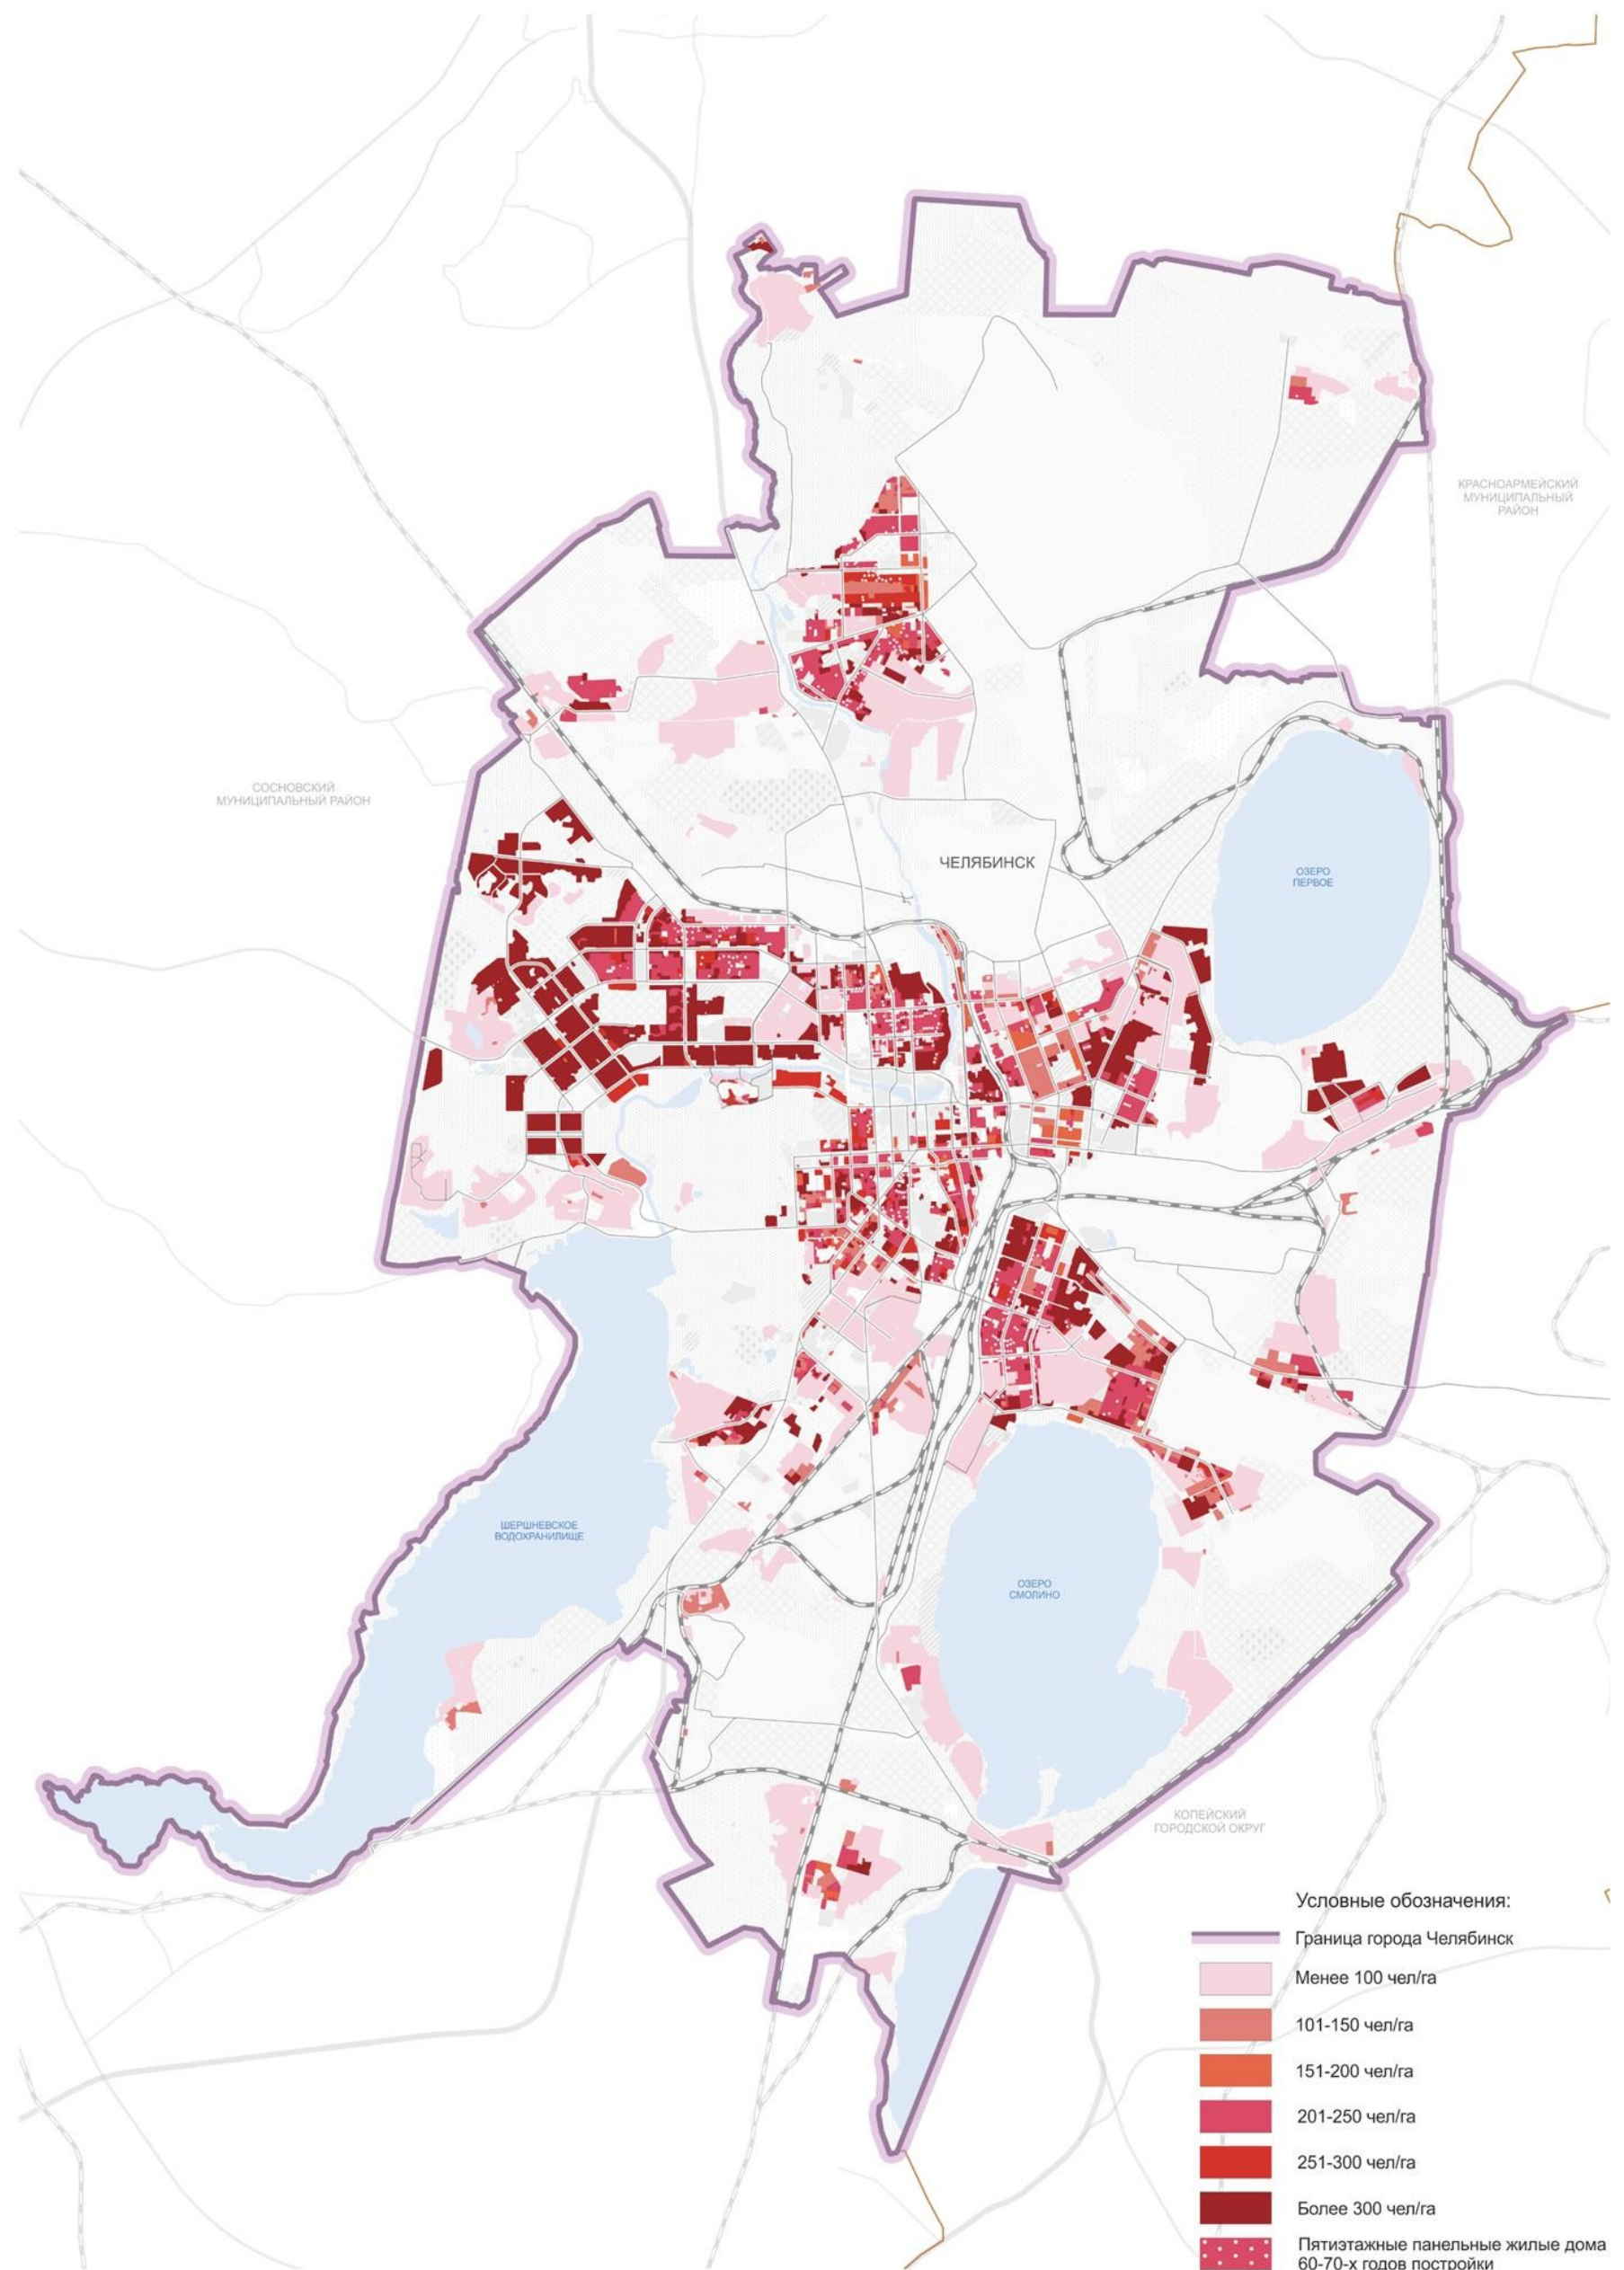 КРАСНОАРМЕЙСКИЙ
МУНИЦИПАЛЬНЫЙ
РАЙОН
СОСНОВСКИЙ
МУНИЦИПАЛЬНЫЙ РАЙОН
ЧЕЛЯБИНСК
ОЗЕРО
ПЕРВОЕ
ШЕРШНЕВСКОЕ
ВОДОХРАНИЛИЩЕ
ОЗЕРО
СМОЛИНО
КОПЕЙСКИЙ
ГОРОДСКОЙ ОКРУГ
Условные обозначения:
Граница города Челябинск
Менее 100 чел/га
101-150 чел/га
151-200 чел/га
201-250 чел/га
251-300 чел/га
Более 300 чел/га
Пятиэтажные панельные жилые дома
60-70-х годов постройки